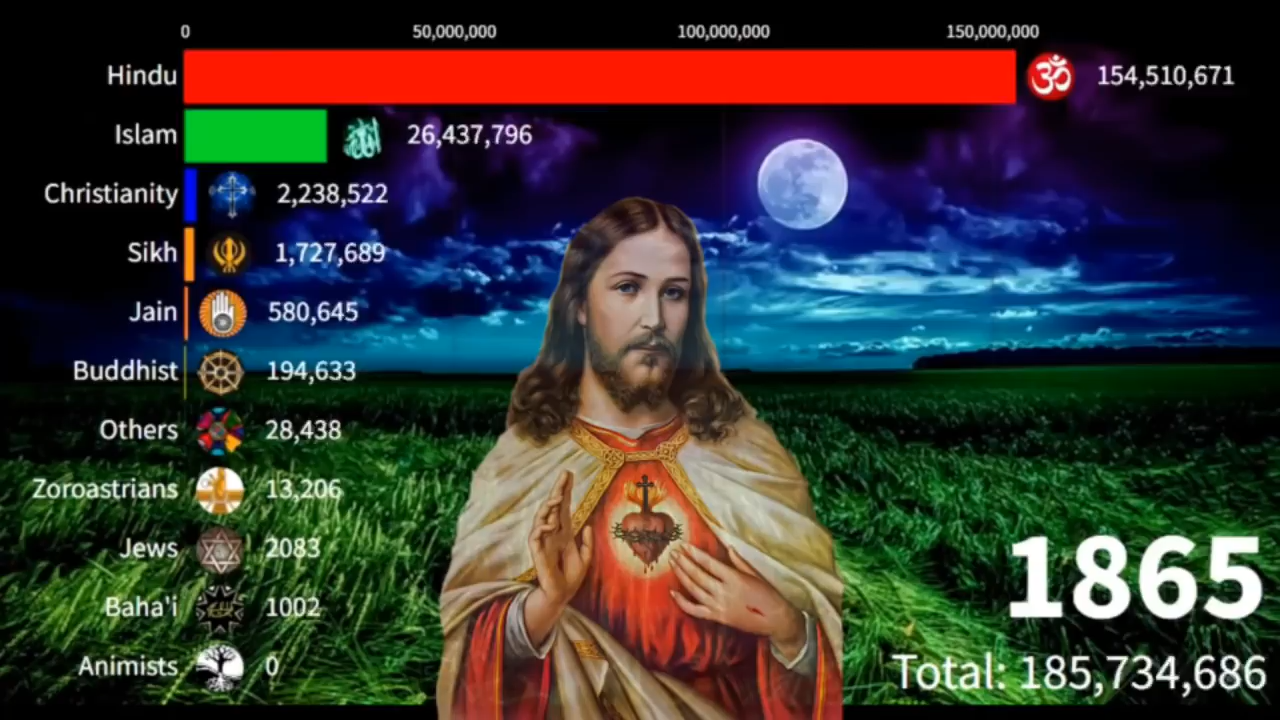 0 50,000,000 100,000,000 150,000,000
Hindu ॐ 154,510,671
Islam الله 26,437,796
Christianity 2,238,522
Sikh 1,727,689
Jain 580,645
Buddhist 194,633
Others 28,438
Zoroastrians 13,206
Jews 2083
Baha'i 1002
Animists 0
1865
Total: 185,734,686